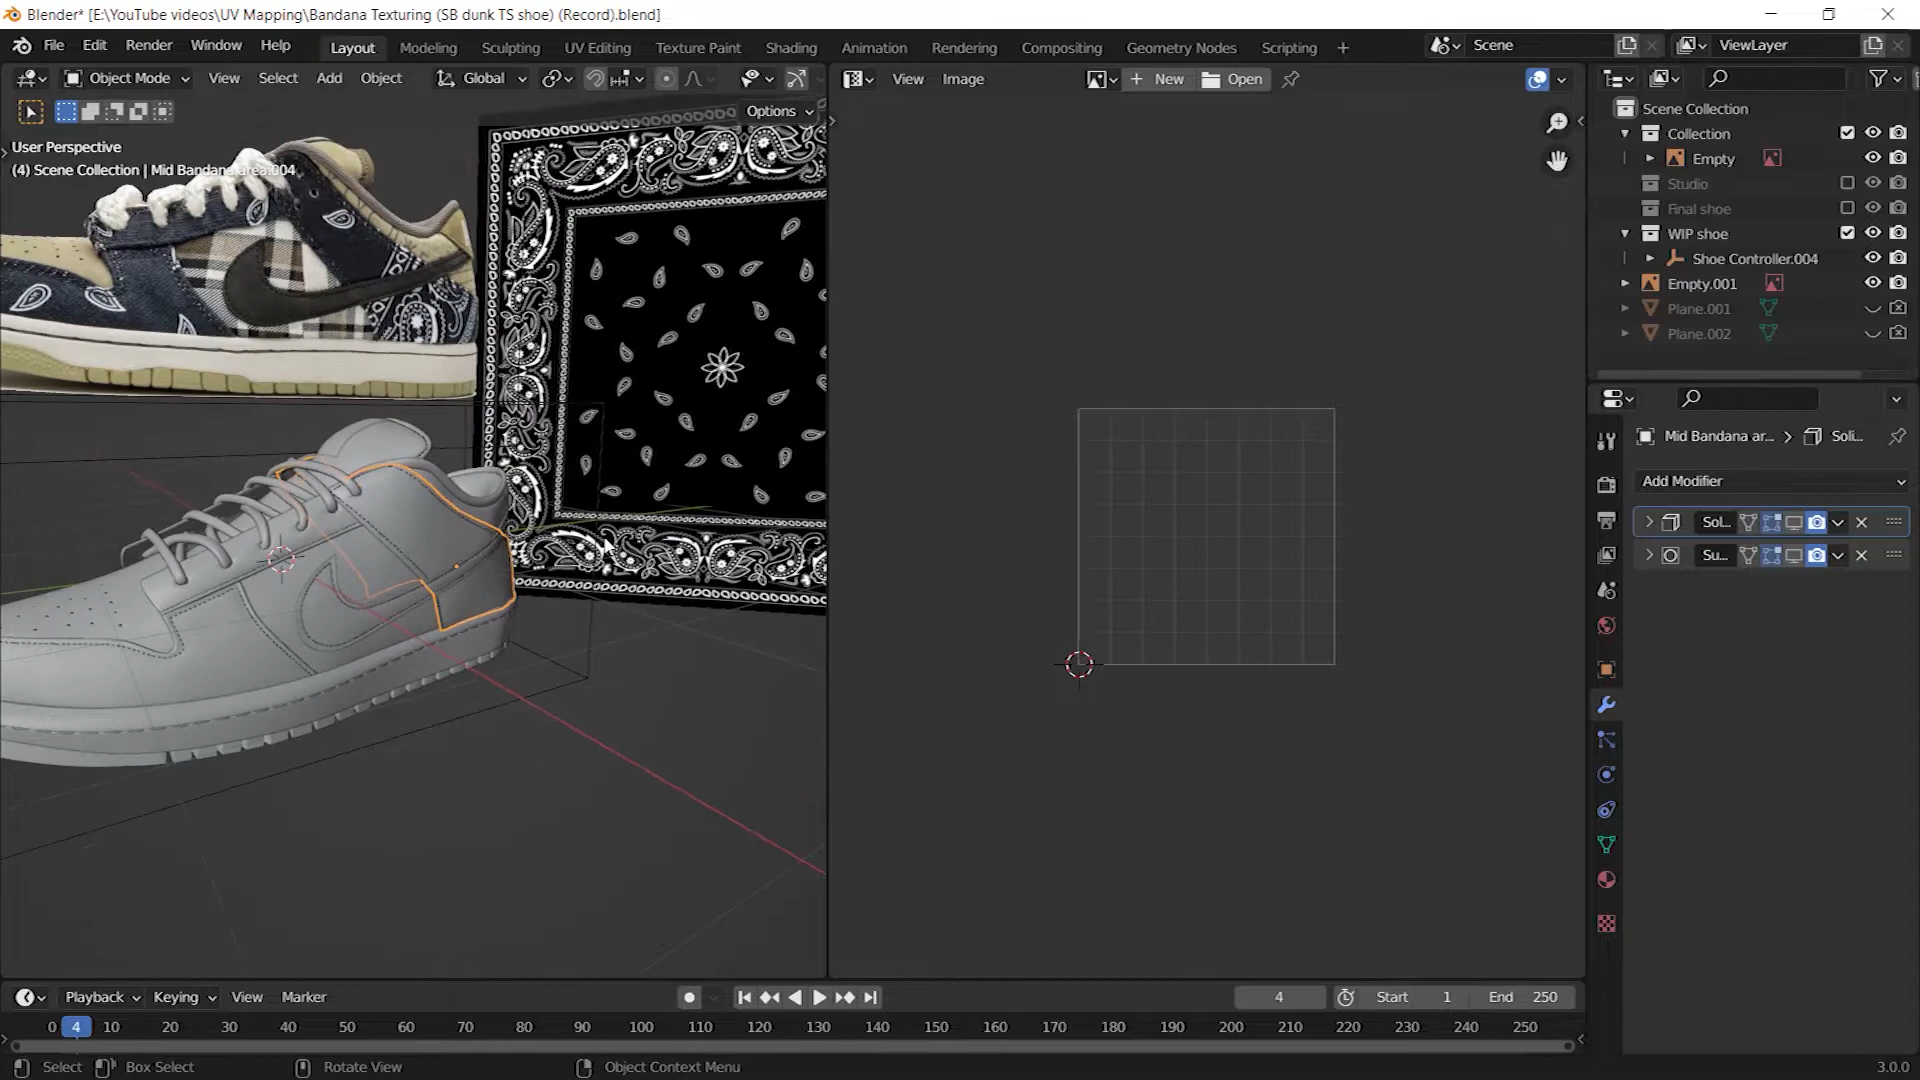 Blender* [E:\YouTube videos\UV Mapping\Bandana Texturing (SB dunk TS shoe) (Record).blend]
File Edit Render Window Help Layout Modeling Sculpting UV Editing Texture Paint Shading Animation Rendering Compositing Geometry Nodes Scripting + Scene ViewLayer
Object Mode View Select Add Object Global View Image New Open
Options
User Perspective
(4) Scene Collection | Mid Bandana area.004
Scene Collection
Collection
Empty
Studio
Final shoe
WIP shoe
Shoe Controller.004
Empty.001
Plane.001
Plane.002
Mid Bandana ar... Soli...
Add Modifier
Sol...
Su...
Playback Keying View Marker 4 Start 1 End 250
0 4 10 20 30 40 50 60 70 80 90 100 110 120 130 140 150 160 170 180 190 200 210 220 230 240 250
Select Box Select Rotate View Object Context Menu 3.0.0